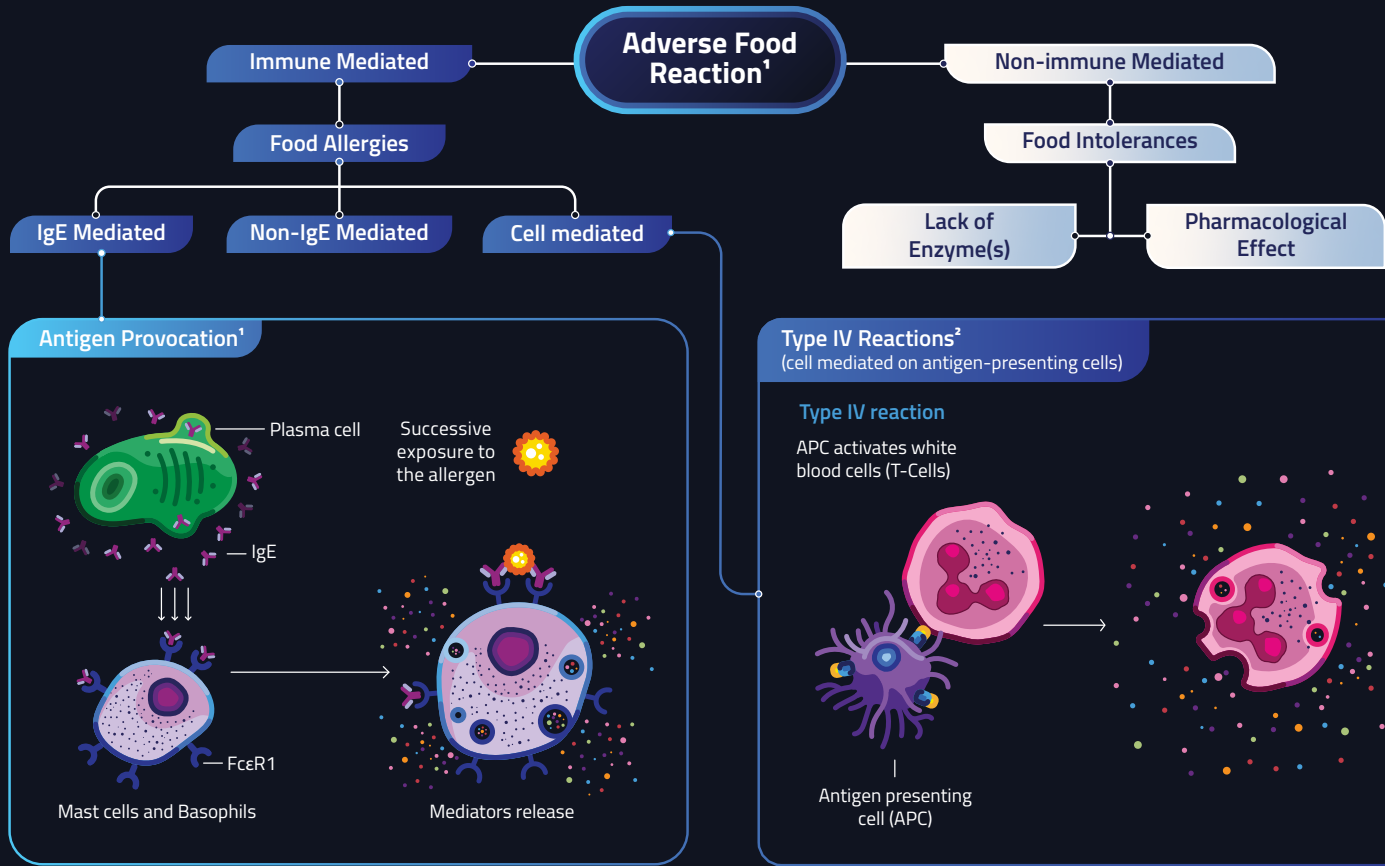 Adverse Food
Reaction¹
Immune Mediated
Non-immune Mediated
Food Allergies
Food Intolerances
IgE Mediated
Non-IgE Mediated
Cell mediated
Lack of
Enzyme(s)
Pharmacological
Effect
Antigen Provocation¹
Plasma cell
Successive
exposure to
the allergen
IgE
FcεR1
Mast cells and Basophils
Mediators release
Type IV Reactions²
(cell mediated on antigen-presenting cells)
Type IV reaction
APC activates white
blood cells (T-Cells)
Antigen presenting
cell (APC)